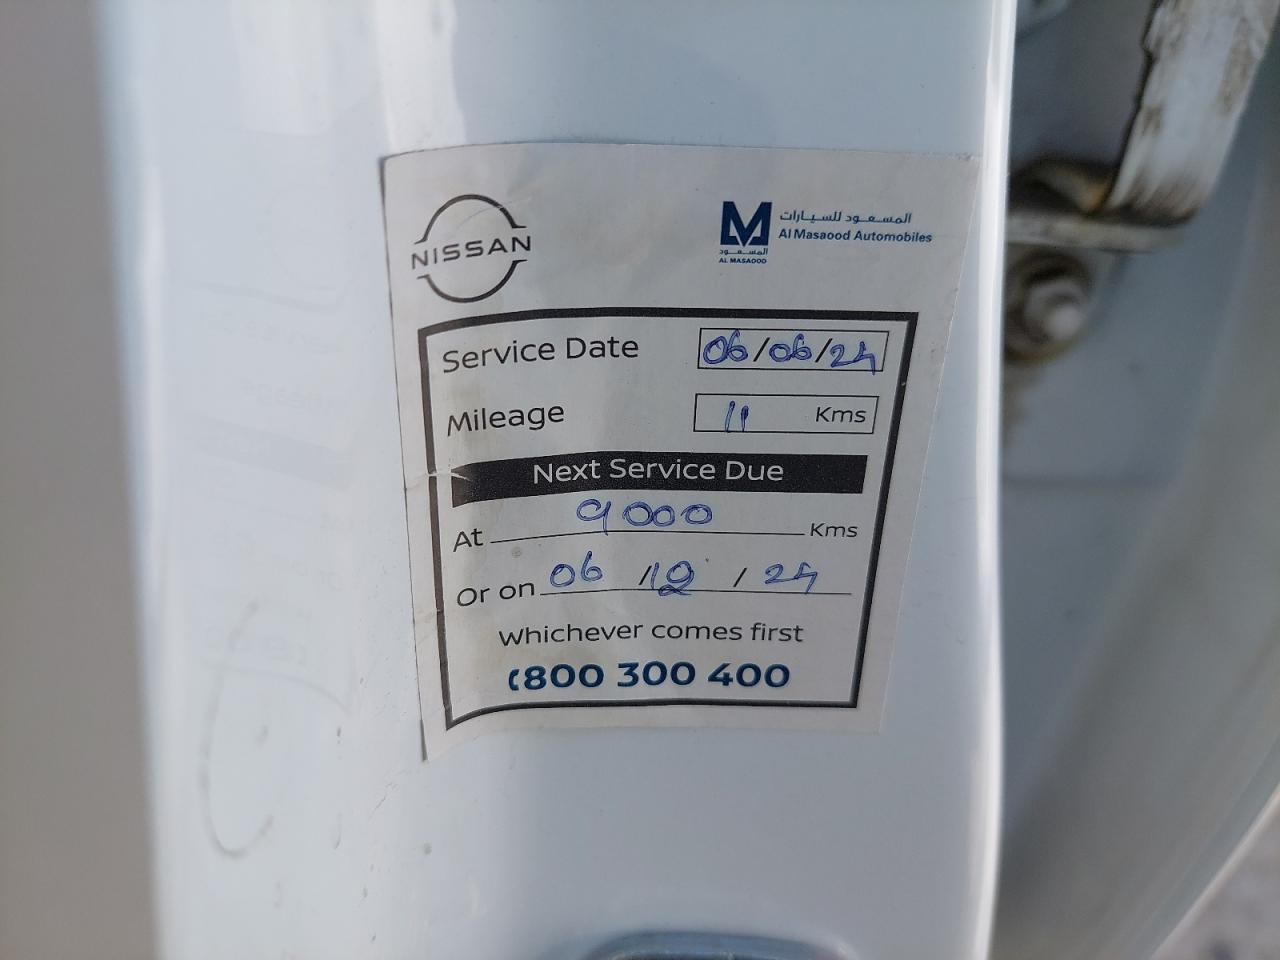 NISSAN
المسعود للسيارات
Al Masaood Automobiles
المسعود
AL MASAOOD
Service Date 06/06/24
Mileage 11 Kms
Next Service Due
At 9000 Kms
Or on 06/12/24
Whichever comes first
800 300 400